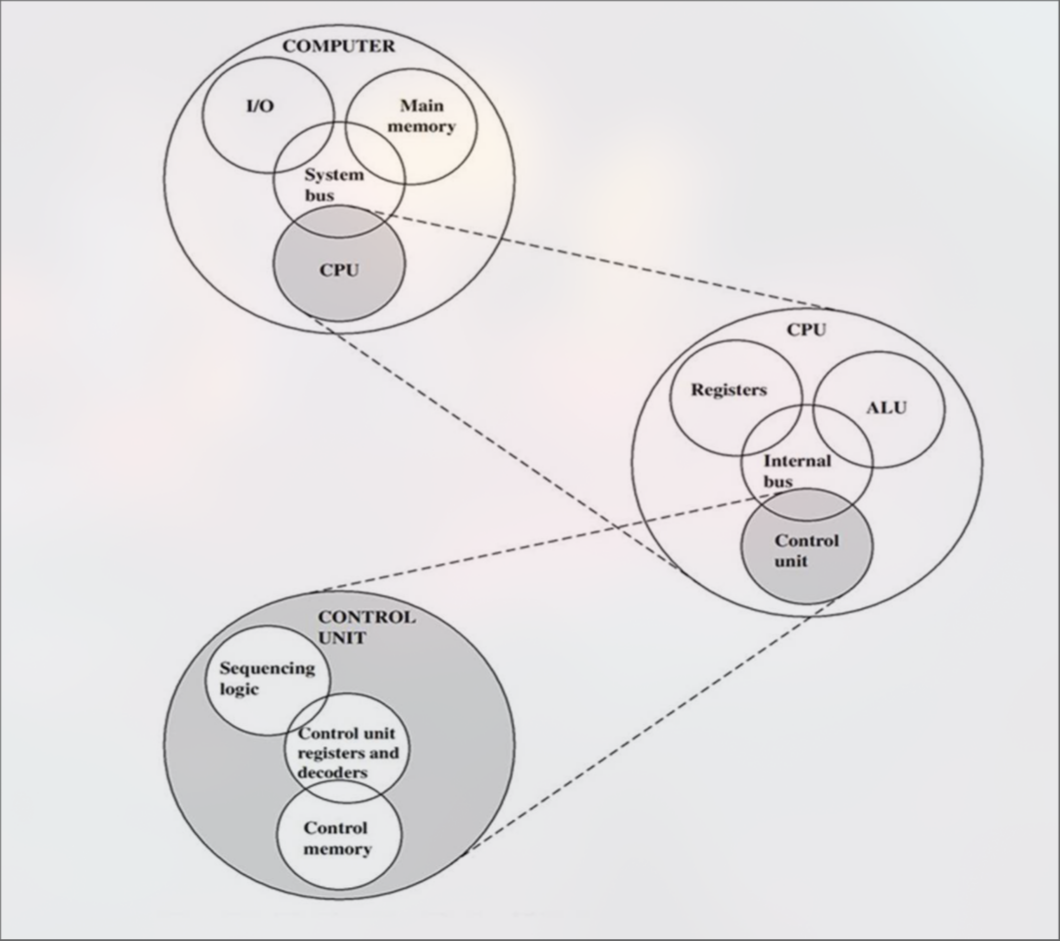 COMPUTER
I/O
Main
memory
System
bus
CPU
CPU
Registers
ALU
Internal
bus
Control
unit
CONTROL
UNIT
Sequencing
logic
Control unit
registers and
decoders
Control
memory